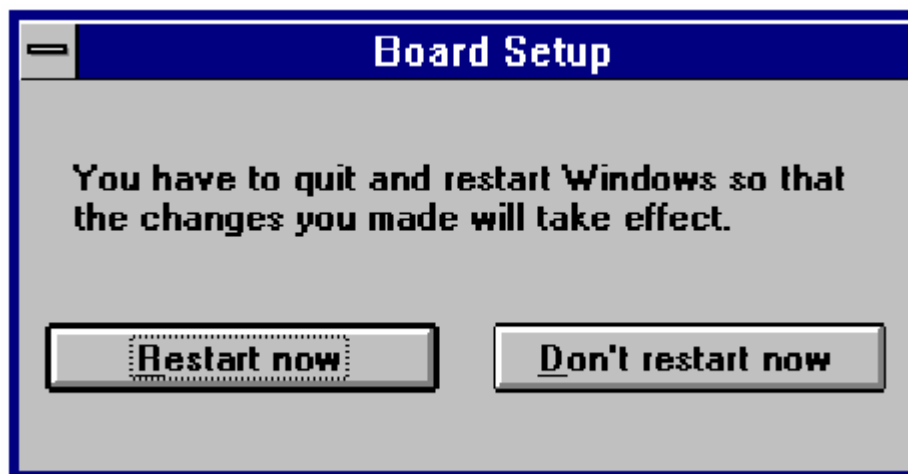 Board Setup
You have to quit and restart Windows so that
the changes you made will take effect.
Restart now
Don't restart now